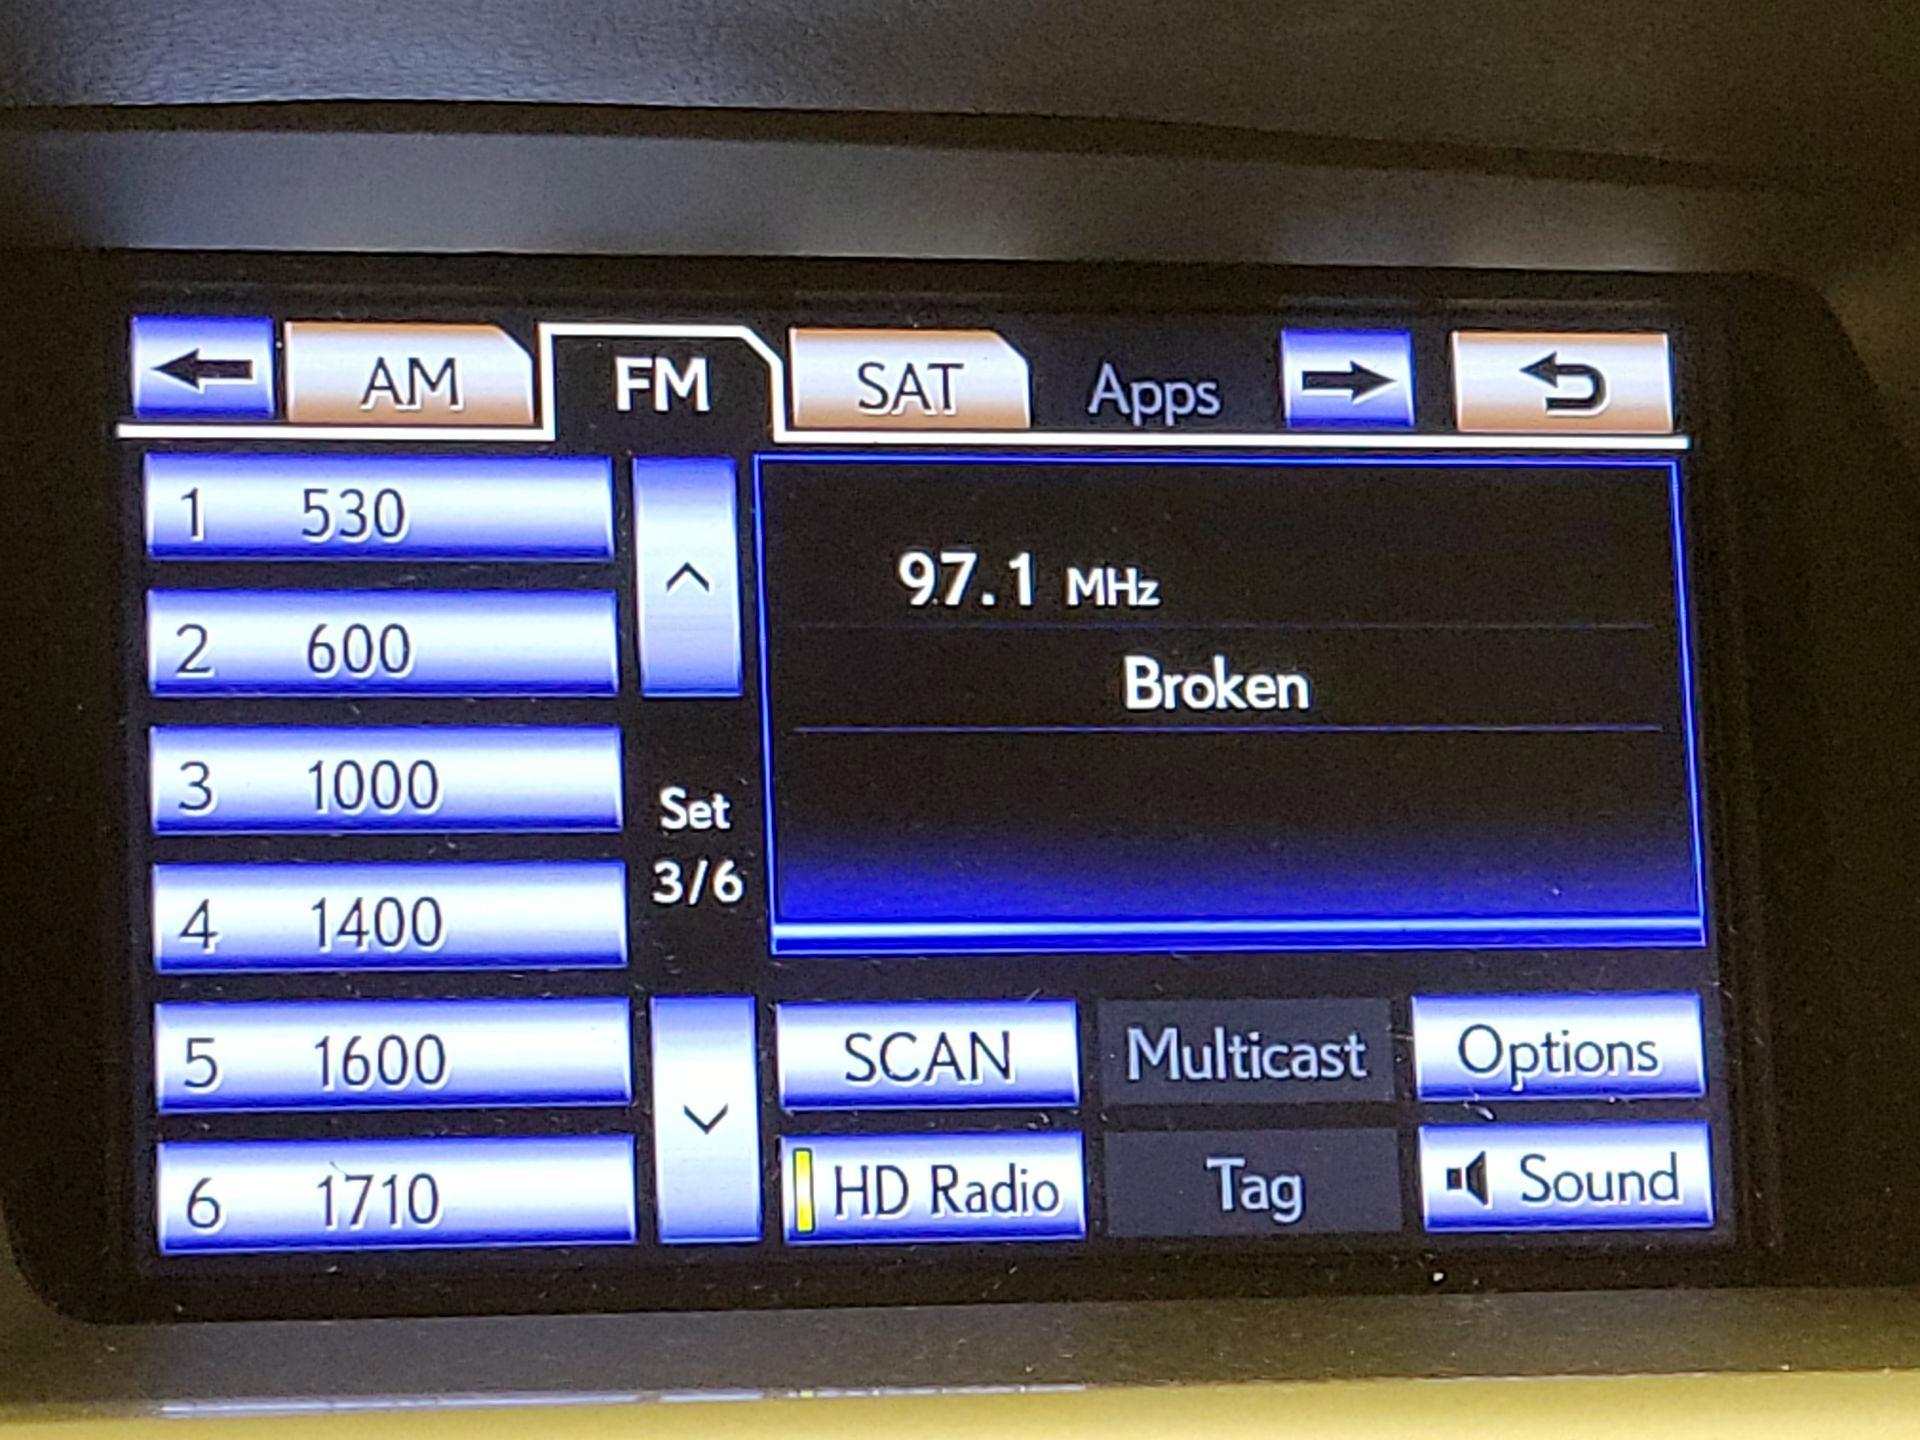 AM FM SAT Apps
1 530
2 600
3 1000
4 1400
5 1600
6 1710
Set
3/6
97.1 MHz
Broken
SCAN Multicast Options
HD Radio Tag Sound